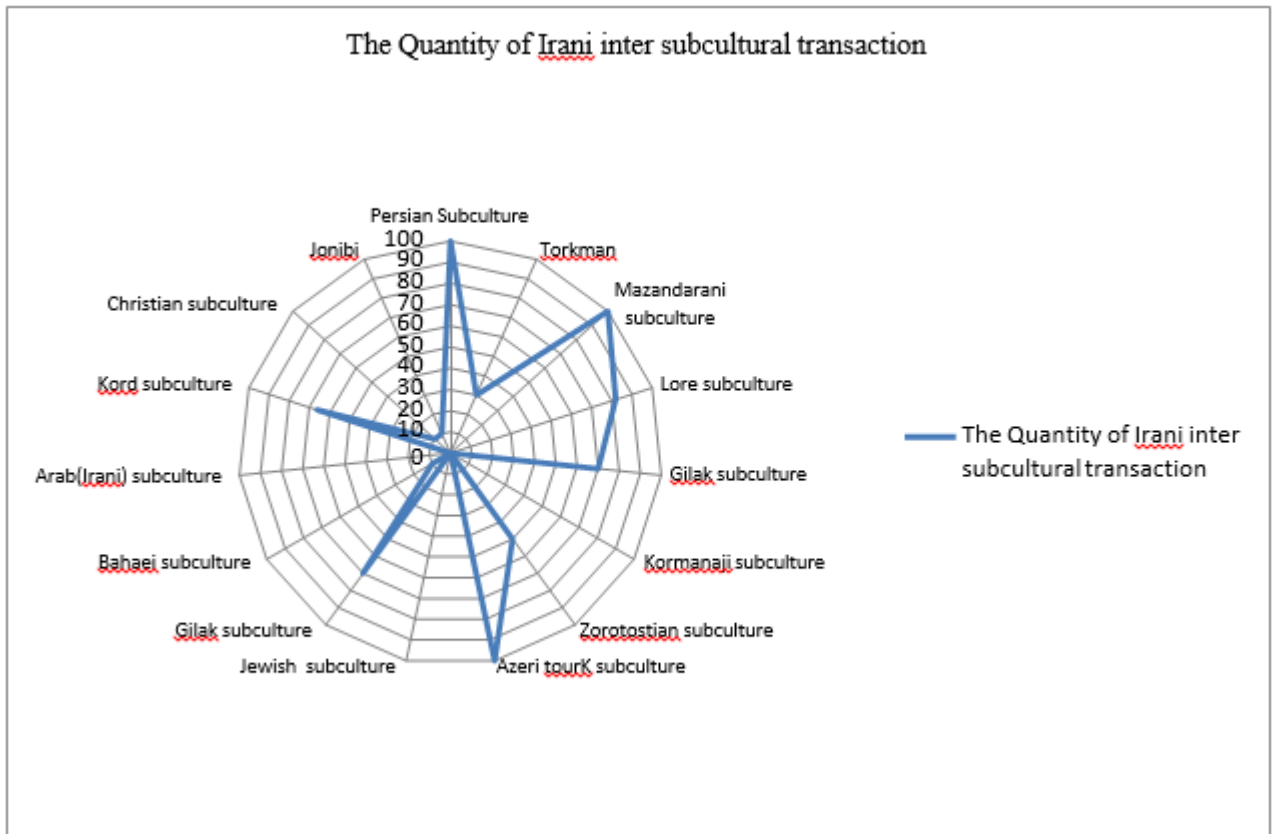 The Quantity of Irani inter subcultural transaction
Persian Subculture
Torkman
Mazandarani
subculture
Lore subculture
Gilak subculture
Kormanaji subculture
Zorotostian subculture
Azeri tourK subculture
Jewish subculture
Gilak subculture
Bahaei subculture
Arab(Irani) subculture
Kord subculture
Christian subculture
Jonibi
100
90
80
70
60
50
40
30
20
10
0
The Quantity of Irani inter
subcultural transaction